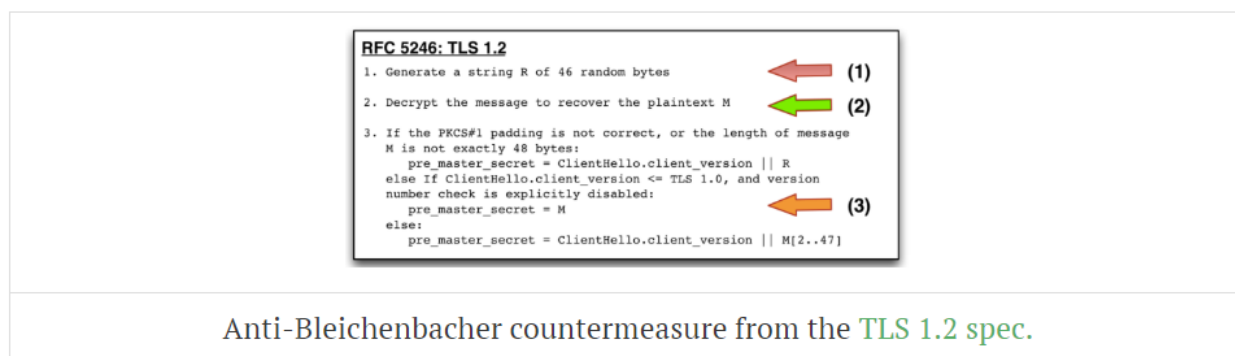 RFC 5246: TLS 1.2
1. Generate a string R of 46 random bytes (1)
2. Decrypt the message to recover the plaintext M (2)
3. If the PKCS#1 padding is not correct, or the length of message
M is not exactly 48 bytes:
pre_master_secret = ClientHello.client_version || R
else If ClientHello.client_version <= TLS 1.0, and version
number check is explicitly disabled:
pre_master_secret = M (3)
else:
pre_master_secret = ClientHello.client_version || M[2..47]
Anti-Bleichenbacher countermeasure from the TLS 1.2 spec.